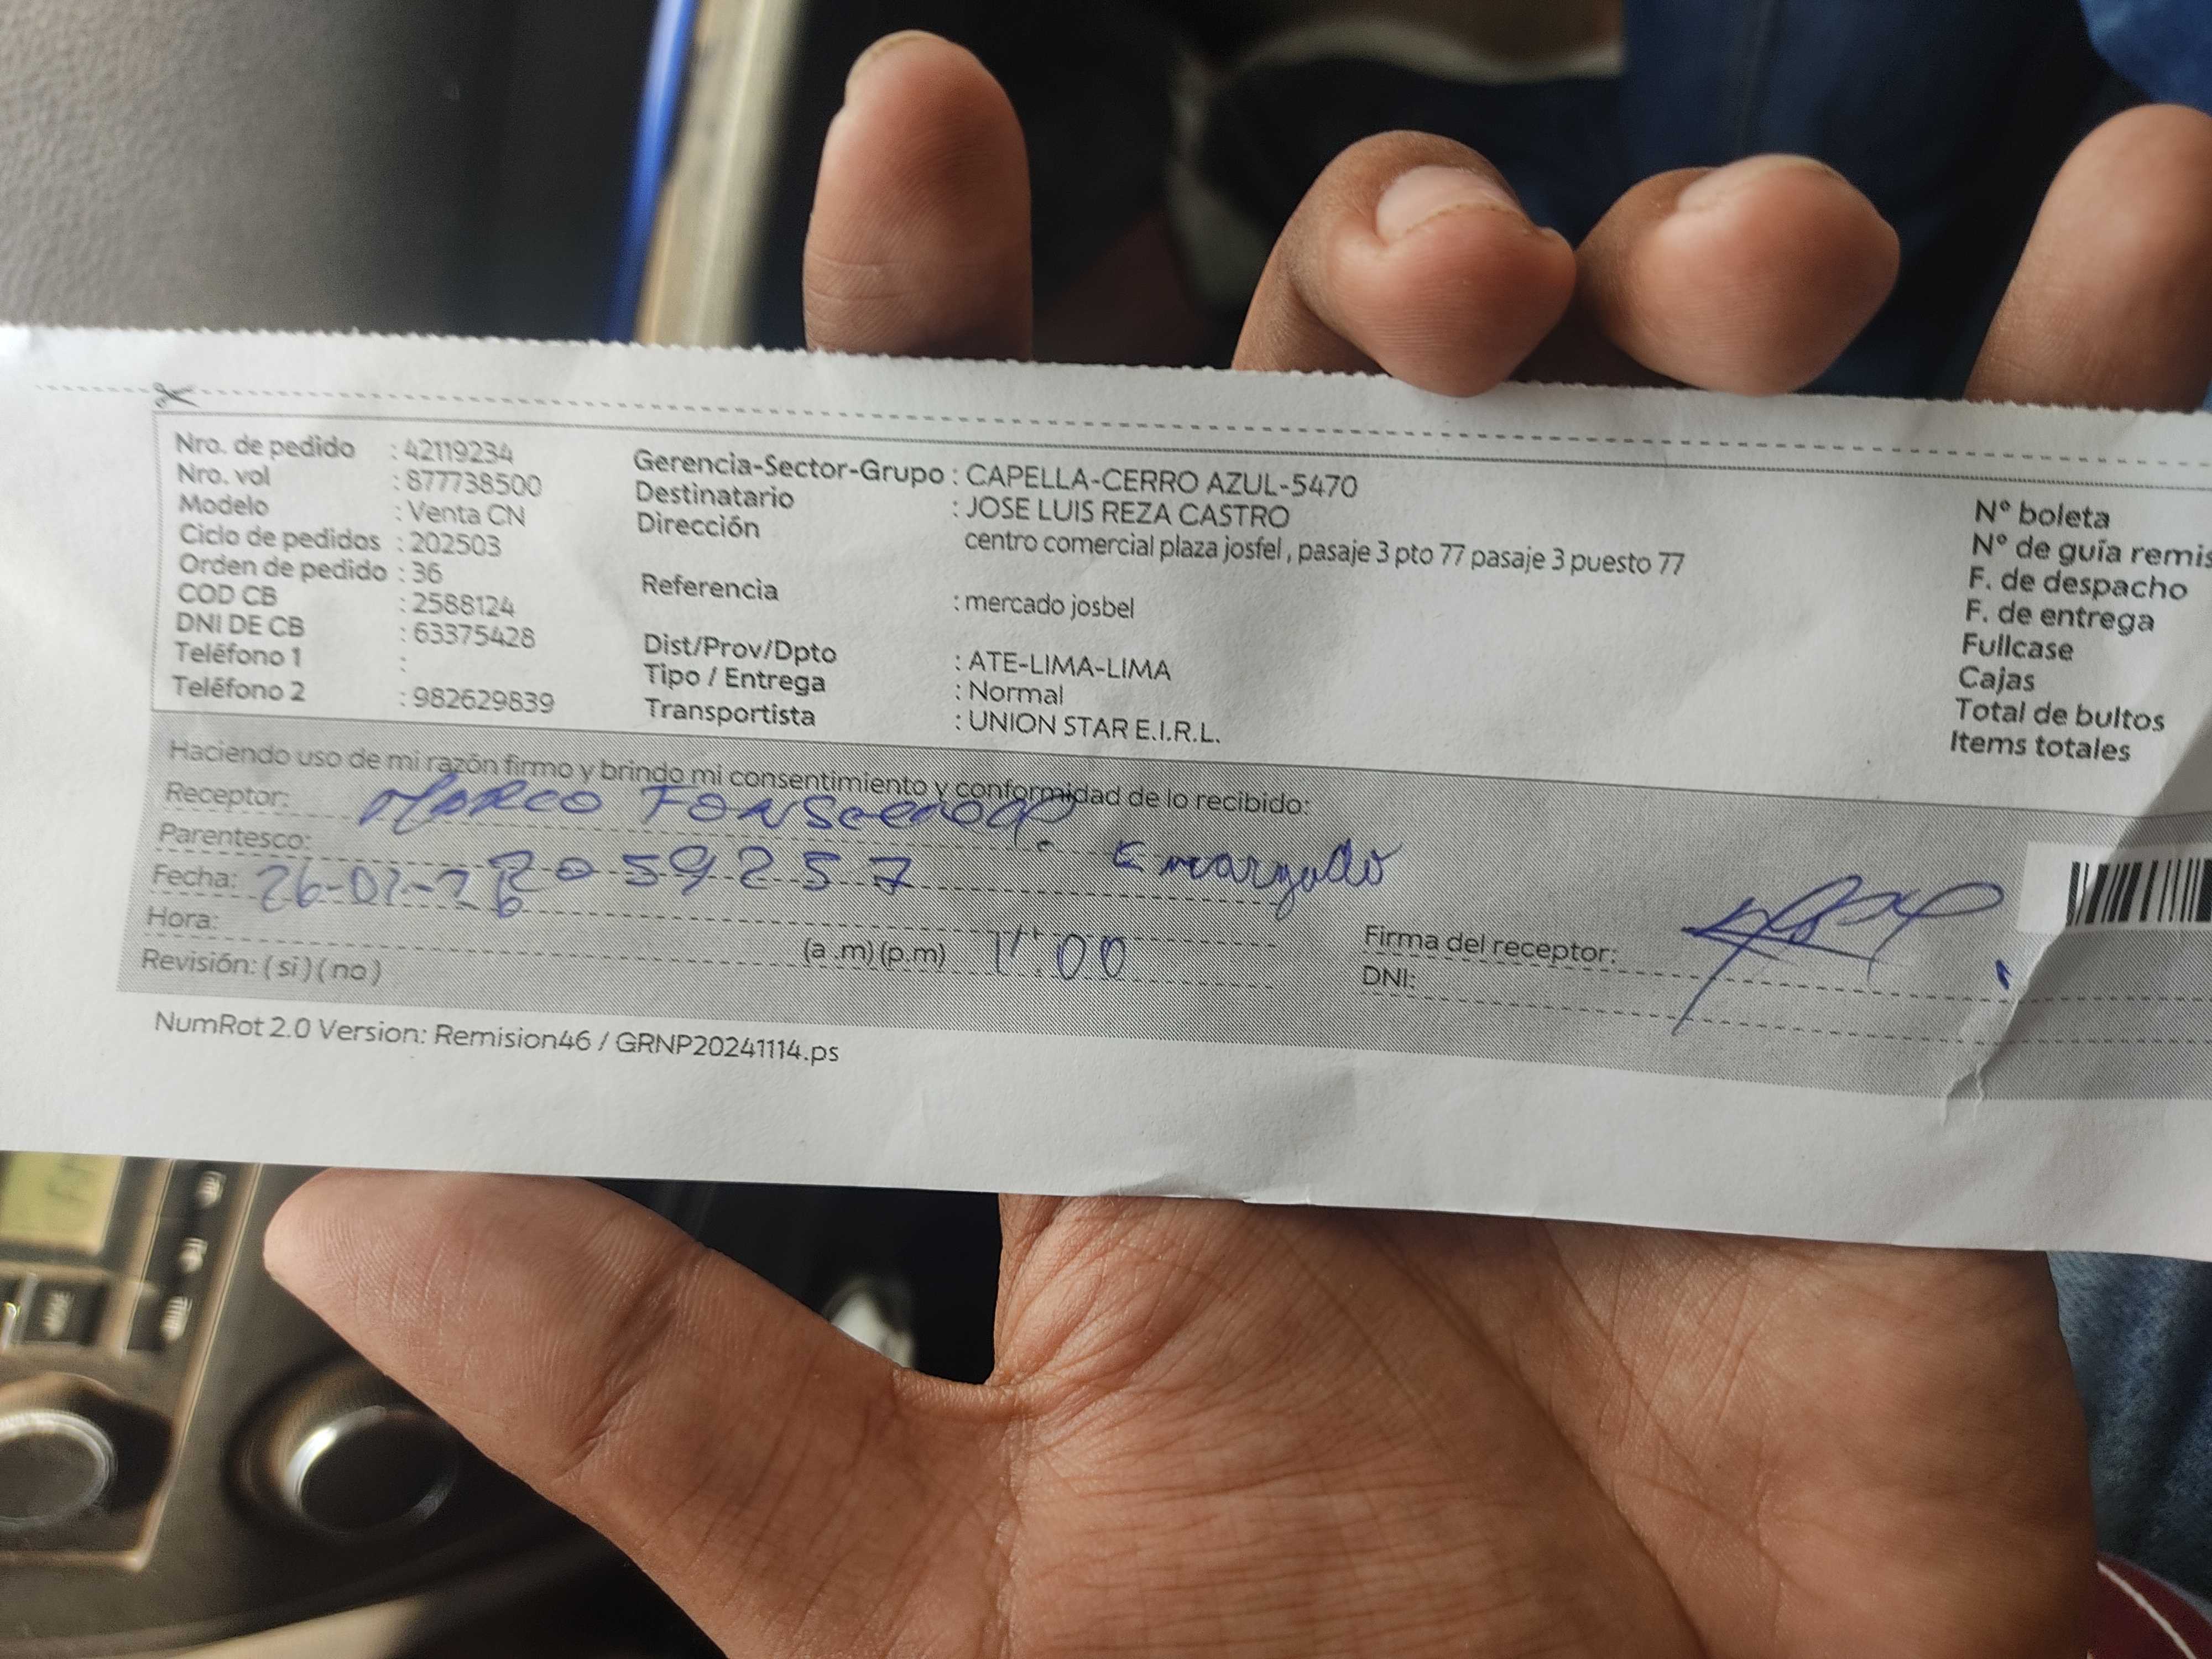 Nro. de pedido : 42119234
Nro. vol : 877738500
Modelo : Venta CN
Ciclo de pedidos : 202503
Orden de pedido : 36
COD CB : 2588124
DNI DE CB : 63375428
Teléfono 1 :
Teléfono 2 : 982629839
Gerencia-Sector-Grupo : CAPELLA-CERRO AZUL-5470
Destinatario : JOSE LUIS REZA CASTRO
Dirección centro comercial plaza josfel , pasaje 3 pto 77 pasaje 3 puesto 77
Referencia : mercado josbel
Dist/Prov/Dpto : ATE-LIMA-LIMA
Tipo / Entrega : Normal
Transportista : UNION STAR E.I.R.L.
N° boleta
N° de guía remis
F. de despacho
F. de entrega
Fullcase
Cajas
Total de bultos
Items totales
Haciendo uso de mi razón firmo y brindo mi consentimiento y conformidad de lo recibido:
Receptor: Marco
Parentesco: Encargado
Fecha: 26-02-26
Hora: (a .m) (p.m) 1:00
Revisión: ( si ) ( no )
Firma del receptor:
DNI:
NumRot 2.0 Version: Remision46 / GRNP20241114.ps